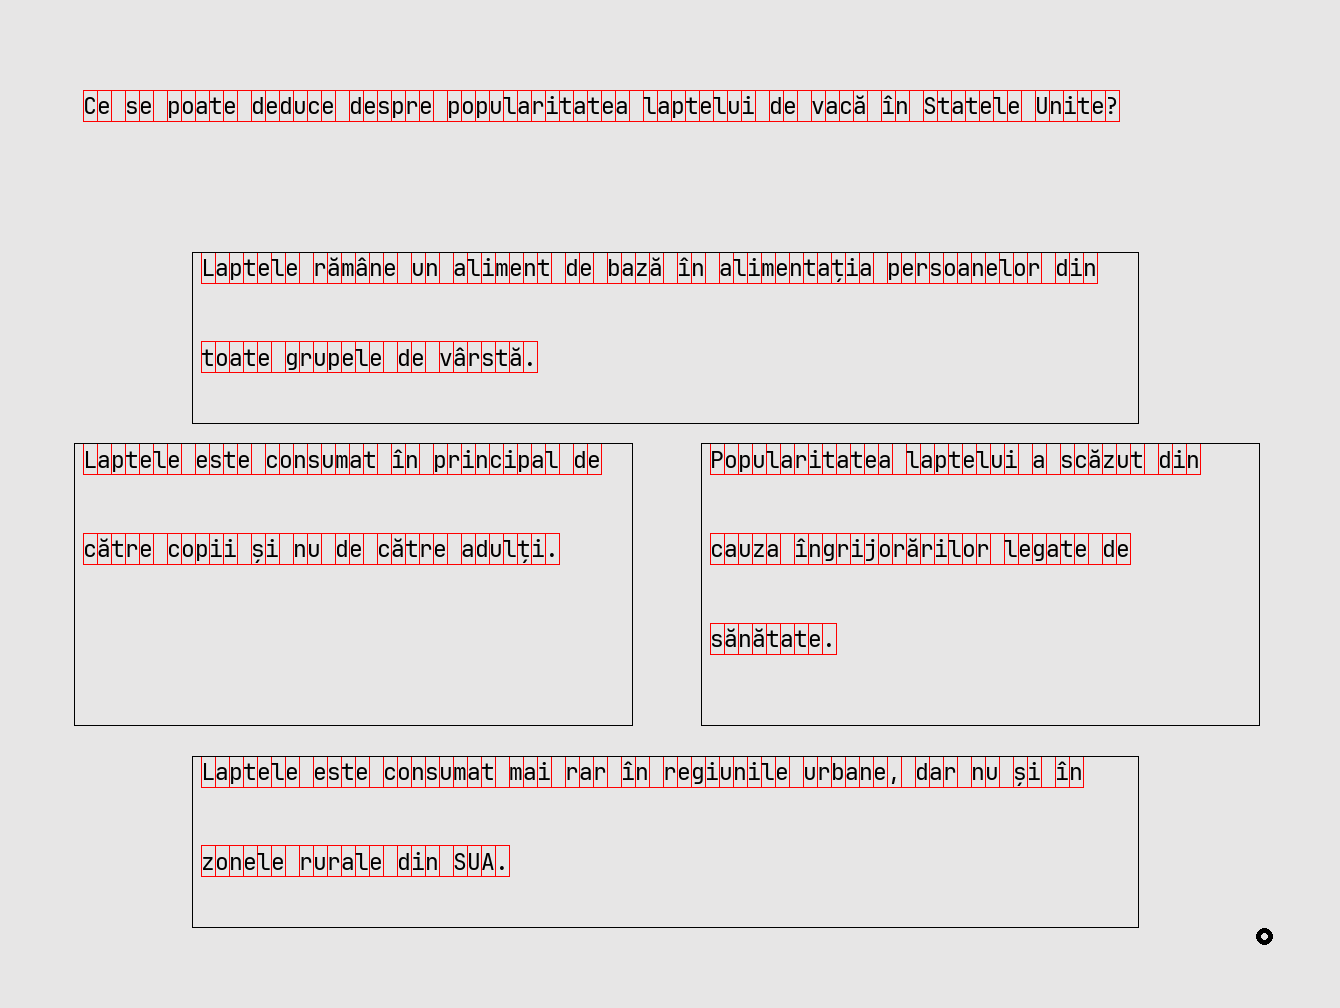 Ce se poate deduce despre popularitatea laptelui de vacă în Statele Unite?
Laptele rămâne un aliment de bază în alimentația persoanelor din
toate grupele de vârstă.
Laptele este consumat în principal de
către copii și nu de către adulți.
Popularitatea laptelui a scăzut din
cauza îngrijorărilor legate de
sănătate.
Laptele este consumat mai rar în regiunile urbane, dar nu și în
zonele rurale din SUA.